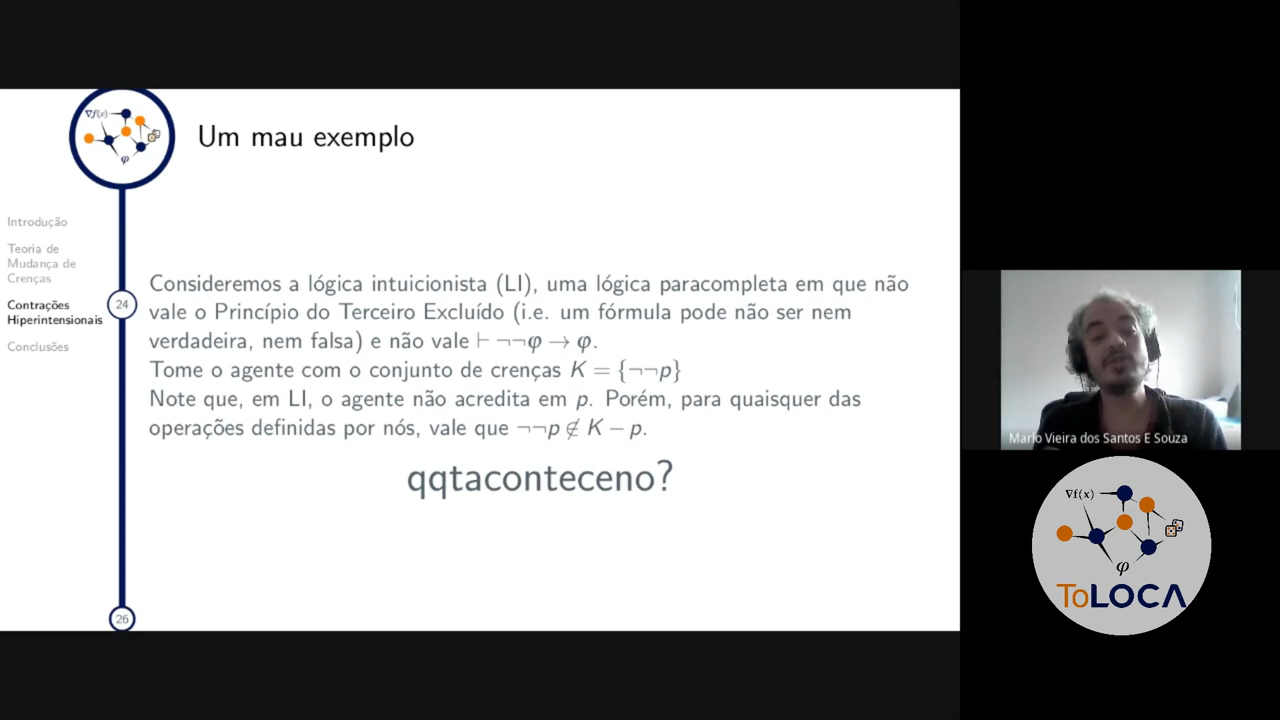 ∇f(x)
φ
Um mau exemplo
Introdução
Teoria de
Mudança de
Crenças
Contrações
Hiperintensionais
Conclusões
24
26
Consideremos a lógica intuicionista (LI), uma lógica paracompleta em que não
vale o Princípio do Terceiro Excluído (i.e. um fórmula pode não ser nem
verdadeira, nem falsa) e não vale ⊢ ¬¬φ → φ.
Tome o agente com o conjunto de crenças K = {¬¬p}
Note que, em LI, o agente não acredita em p. Porém, para quaisquer das
operações definidas por nós, vale que ¬¬p ∉ K − p.
qqtaconteceno?
Marlo Vieira dos Santos E Souza
∇f(x)
φ
ToLOCA